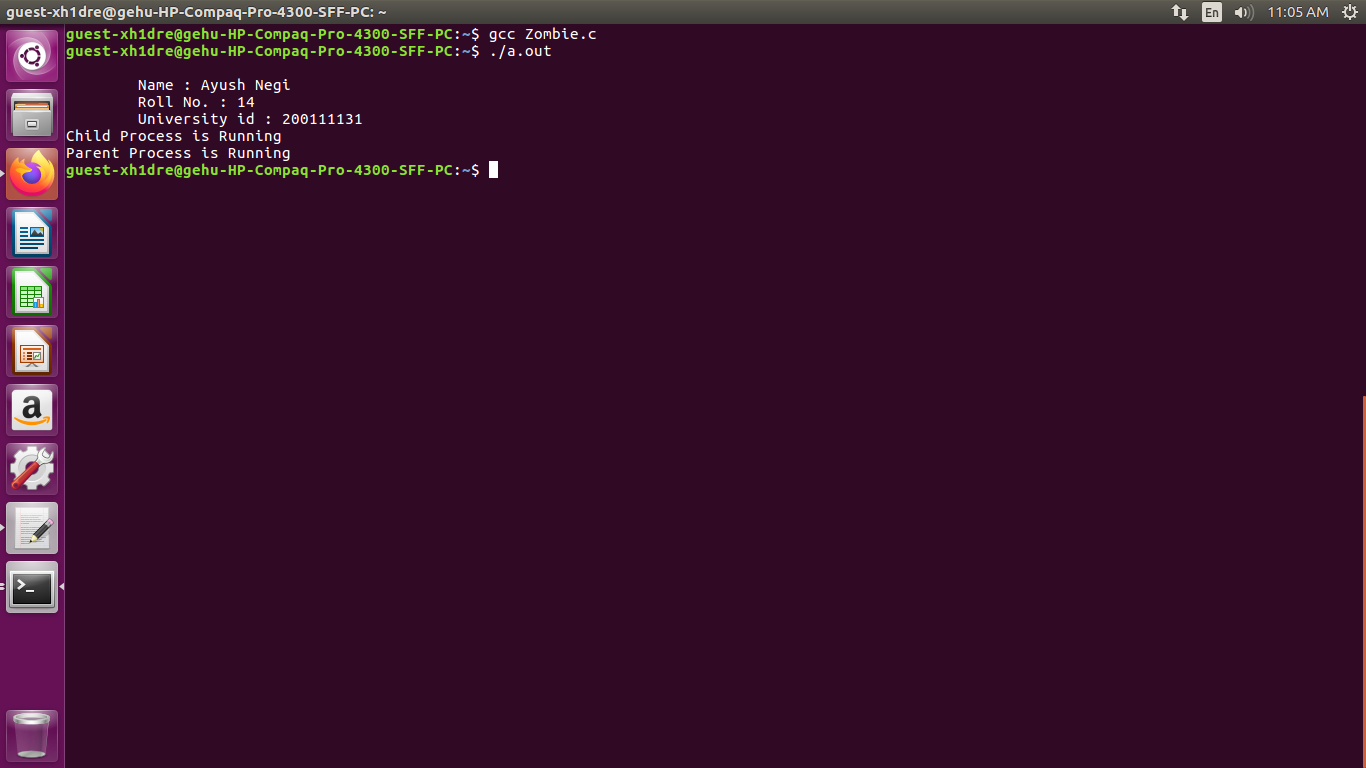 guest-xh1dre@gehu-HP-Compaq-Pro-4300-SFF-PC: ~
En
11:05 AM
guest-xh1dre@gehu-HP-Compaq-Pro-4300-SFF-PC:~$ gcc Zombie.c
guest-xh1dre@gehu-HP-Compaq-Pro-4300-SFF-PC:~$ ./a.out
Name : Ayush Negi
Roll No. : 14
University id : 200111131
Child Process is Running
Parent Process is Running
guest-xh1dre@gehu-HP-Compaq-Pro-4300-SFF-PC:~$
a
>_